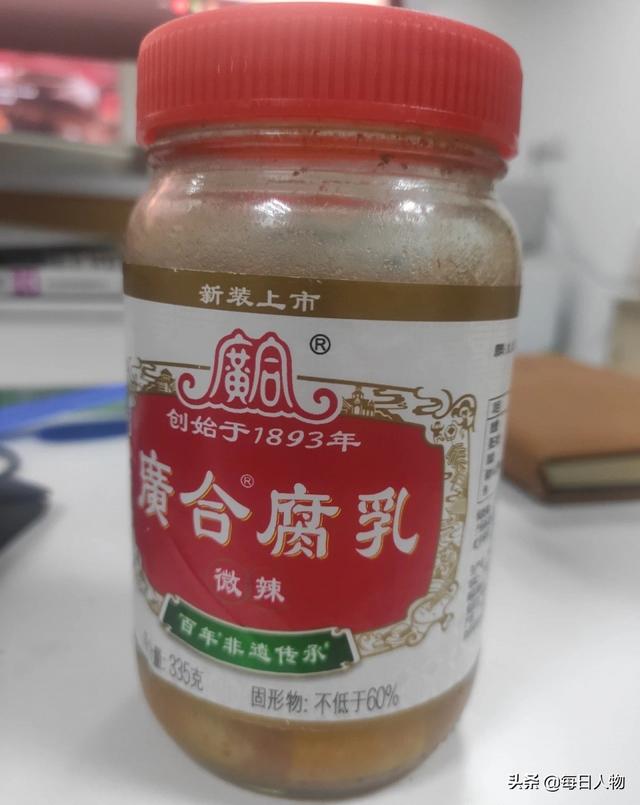 新装上市
廣合®
创始于1893年
廣合®腐乳
微辣
百年非遗传承
量: 335克
固形物: 不低于60%
头条 @每日人物